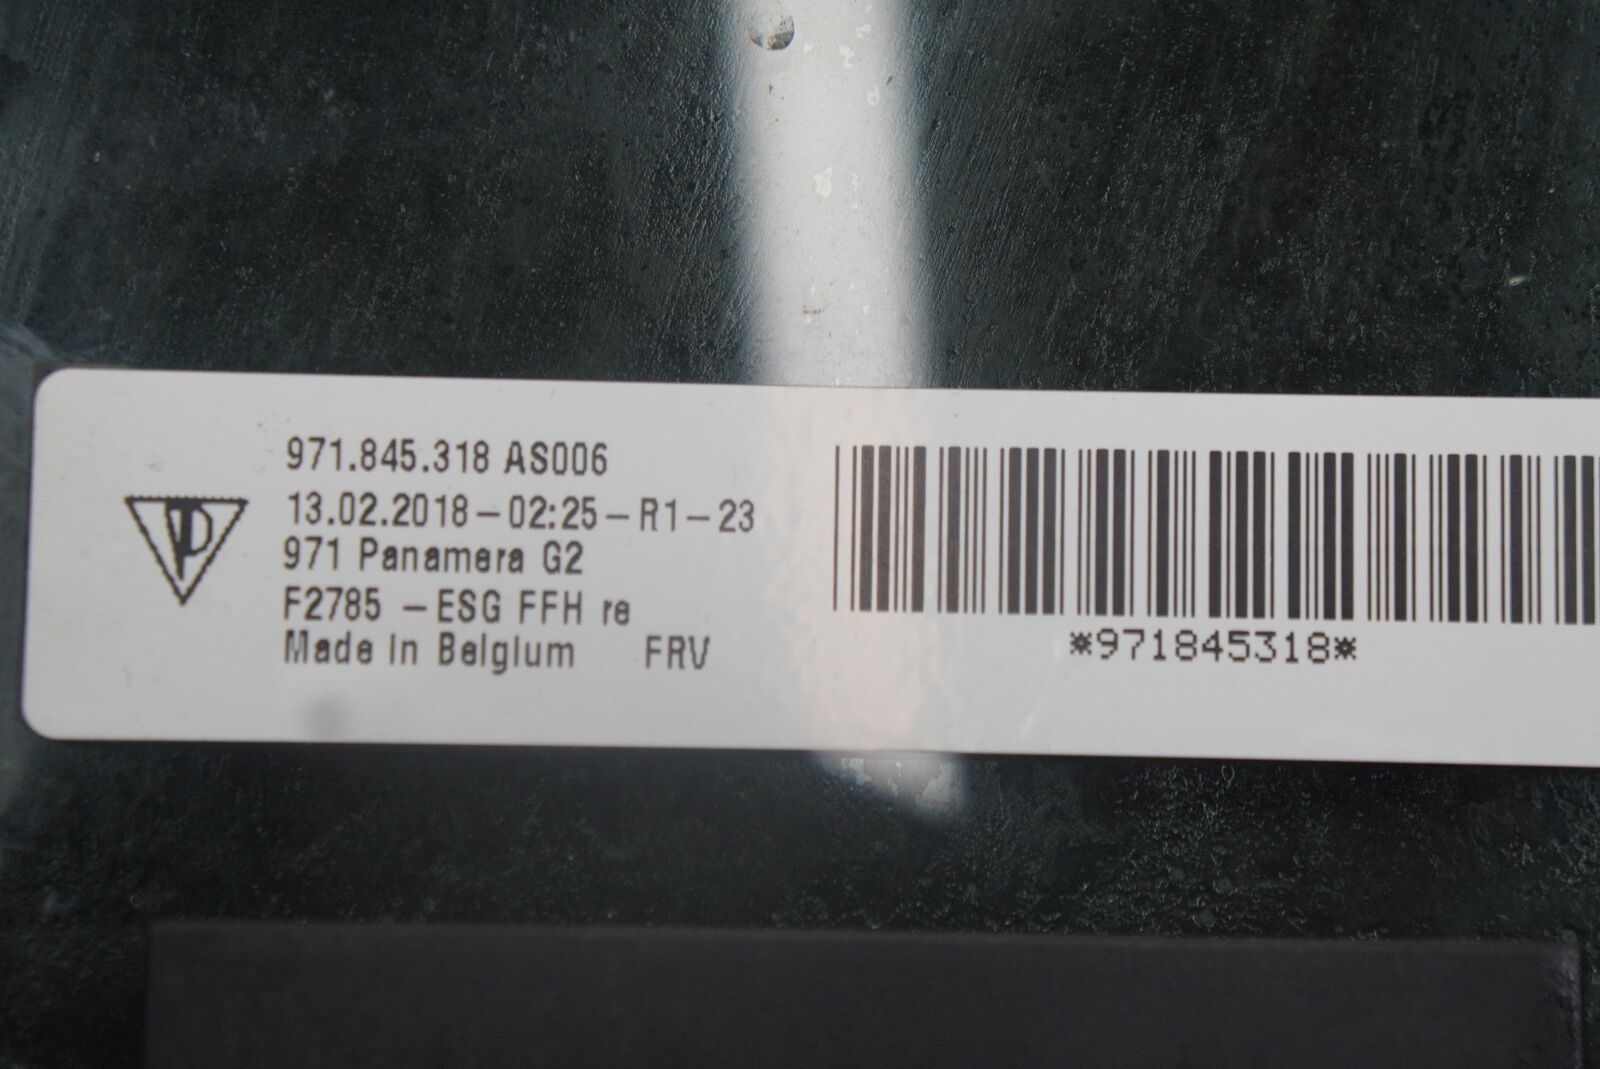 971.845.318 AS006
13.02.2018-02:25-R1-23
971 Panamera G2
F2785 -ESG FFH re
Made in Belgium FRV
*971845318*